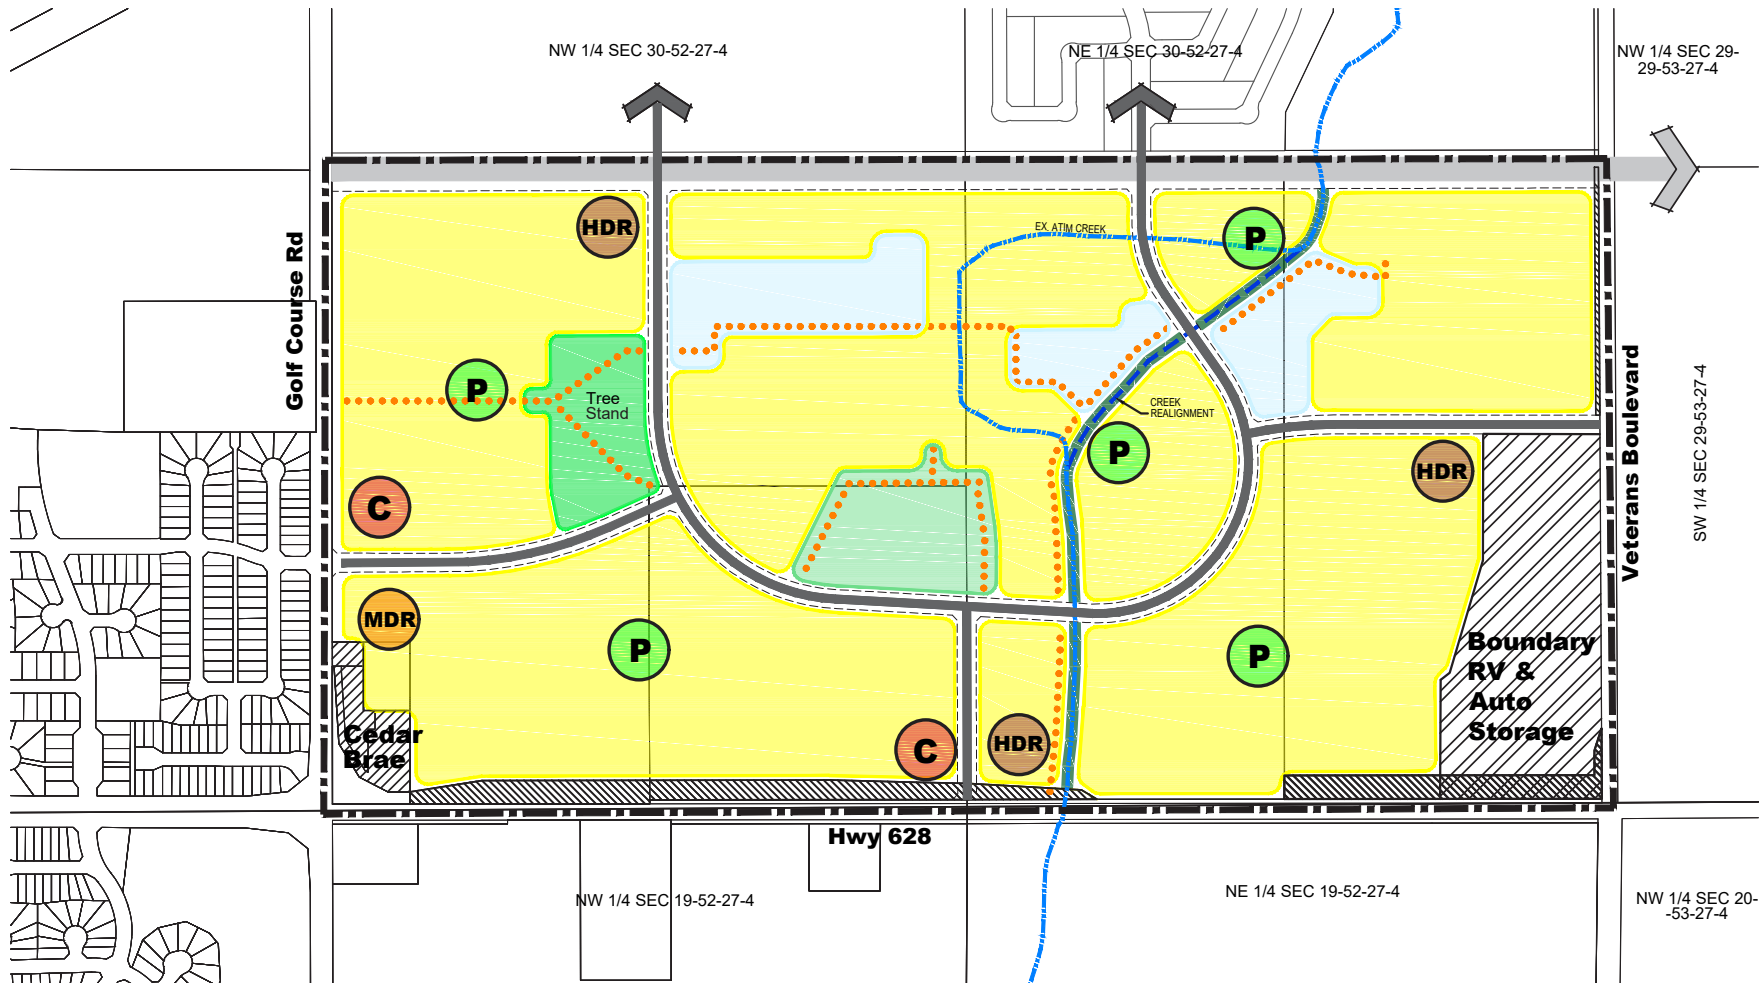 NW 1/4 SEC 30-52-27-4
NE 1/4 SEC 30-52-27-4
NW 1/4 SEC 29-
29-53-27-4
HDR
EX. ATIM CREEK
P
Golf Course Rd
P
Tree
Stand
CREEK
REALIGNMENT
P
HDR
Veterans Boulevard
SW 1/4 SEC 29-53-27-4
C
MDR
P
P
Boundary
RV &
Auto
Storage
Cedar
Brae
C
HDR
Hwy 628
NW 1/4 SEC 19-52-27-4
NE 1/4 SEC 19-52-27-4
NW 1/4 SEC 20-
-53-27-4